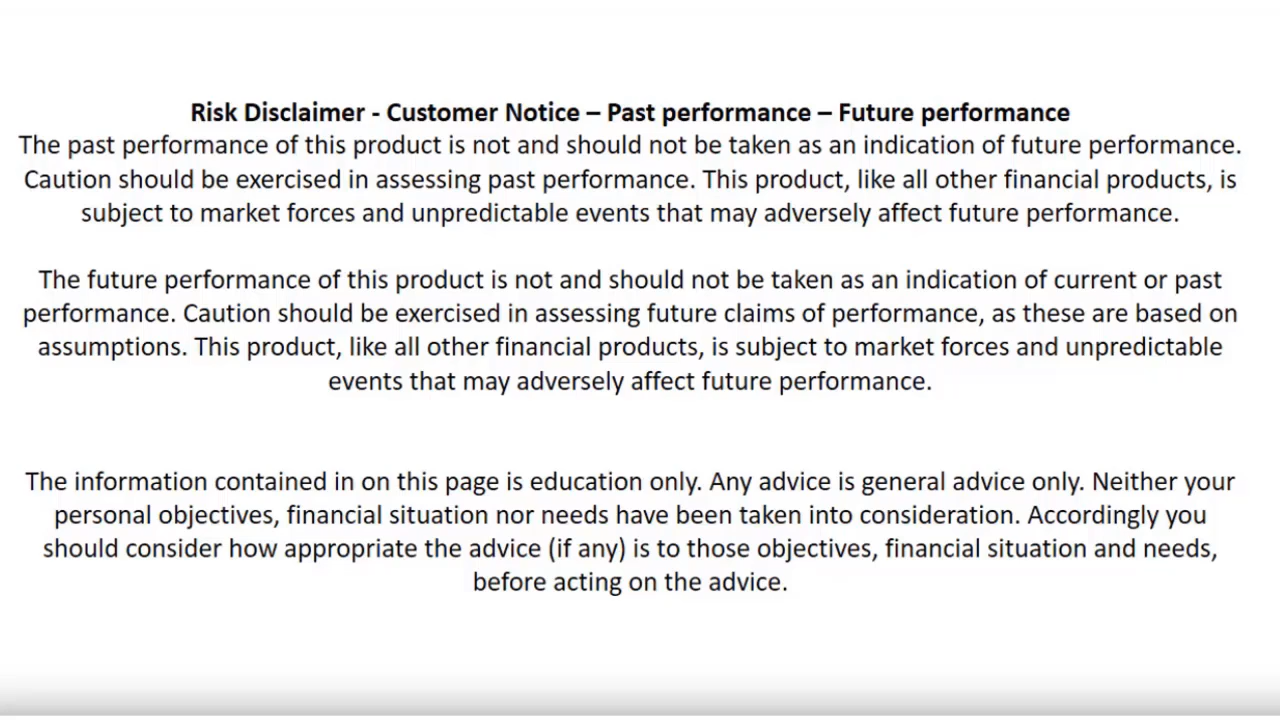 Risk Disclaimer - Customer Notice – Past performance – Future performance
The past performance of this product is not and should not be taken as an indication of future performance.
Caution should be exercised in assessing past performance. This product, like all other financial products, is
subject to market forces and unpredictable events that may adversely affect future performance.
The future performance of this product is not and should not be taken as an indication of current or past
performance. Caution should be exercised in assessing future claims of performance, as these are based on
assumptions. This product, like all other financial products, is subject to market forces and unpredictable
events that may adversely affect future performance.
The information contained in on this page is education only. Any advice is general advice only. Neither your
personal objectives, financial situation nor needs have been taken into consideration. Accordingly you
should consider how appropriate the advice (if any) is to those objectives, financial situation and needs,
before acting on the advice.